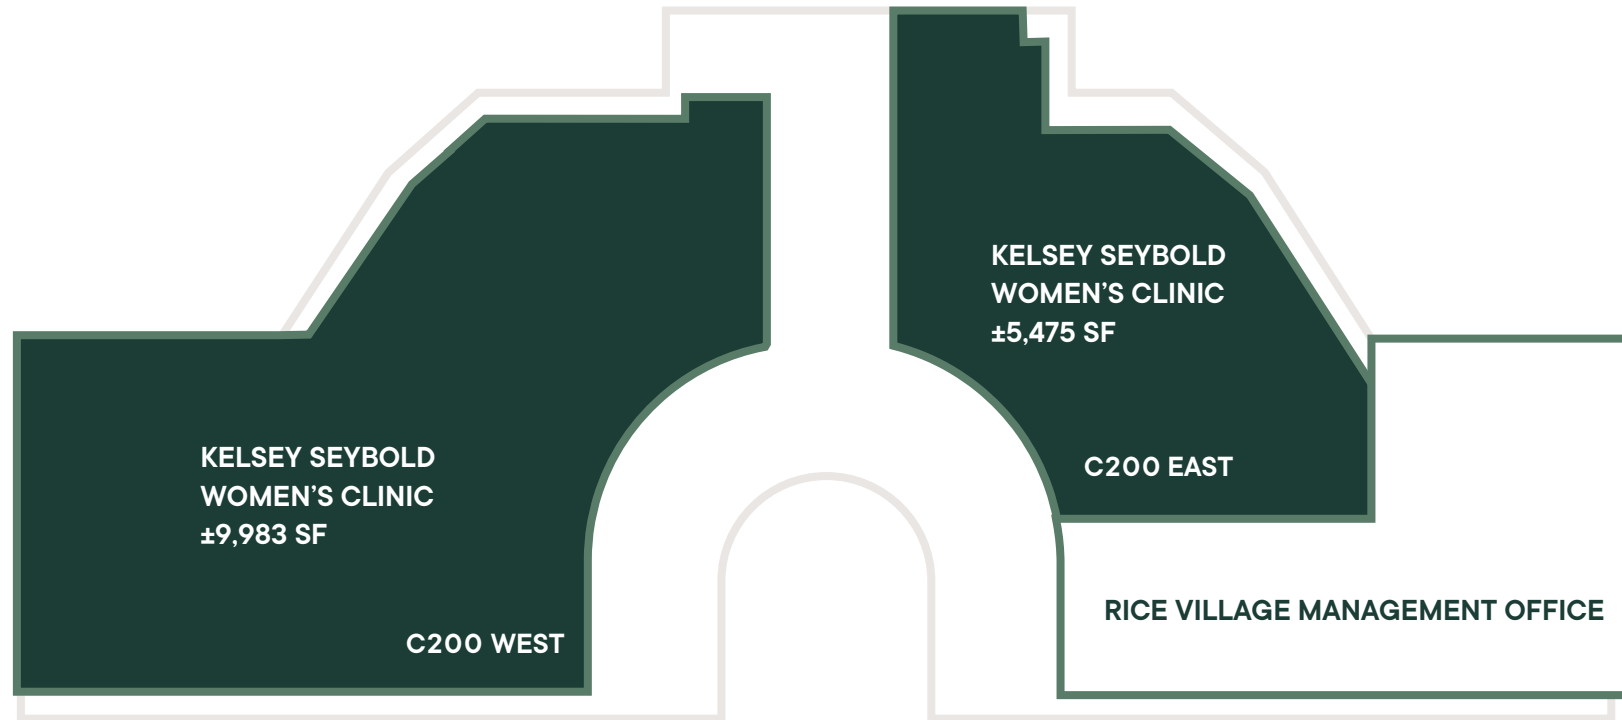 KELSEY SEYBOLD
WOMEN’S CLINIC
±9,983 SF
C200 WEST
KELSEY SEYBOLD
WOMEN’S CLINIC
±5,475 SF
C200 EAST
RICE VILLAGE MANAGEMENT OFFICE